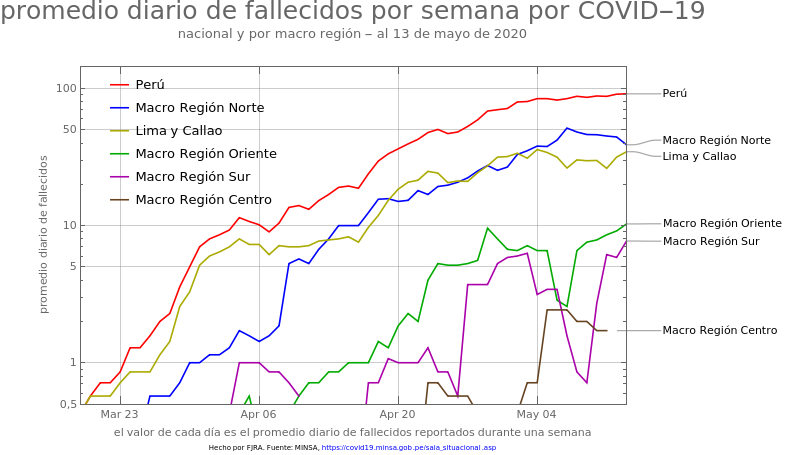 promedio diario de fallecidos por semana por COVID−19
nacional y por macro región − al 13 de mayo de 2020
promedio diario de fallecidos
100
50
10
5
1
0,5
Perú
Macro Región Norte
Lima y Callao
Macro Región Oriente
Macro Región Sur
Macro Región Centro
Perú
Macro Región Norte
Lima y Callao
Macro Región Oriente
Macro Región Sur
Macro Región Centro
Mar 23 Apr 06 Apr 20 May 04
el valor de cada día es el promedio diario de fallecidos reportados durante una semana
Hecho por FJRA. Fuente: MINSA, https://covid19.minsa.gob.pe/sala_situacional.asp